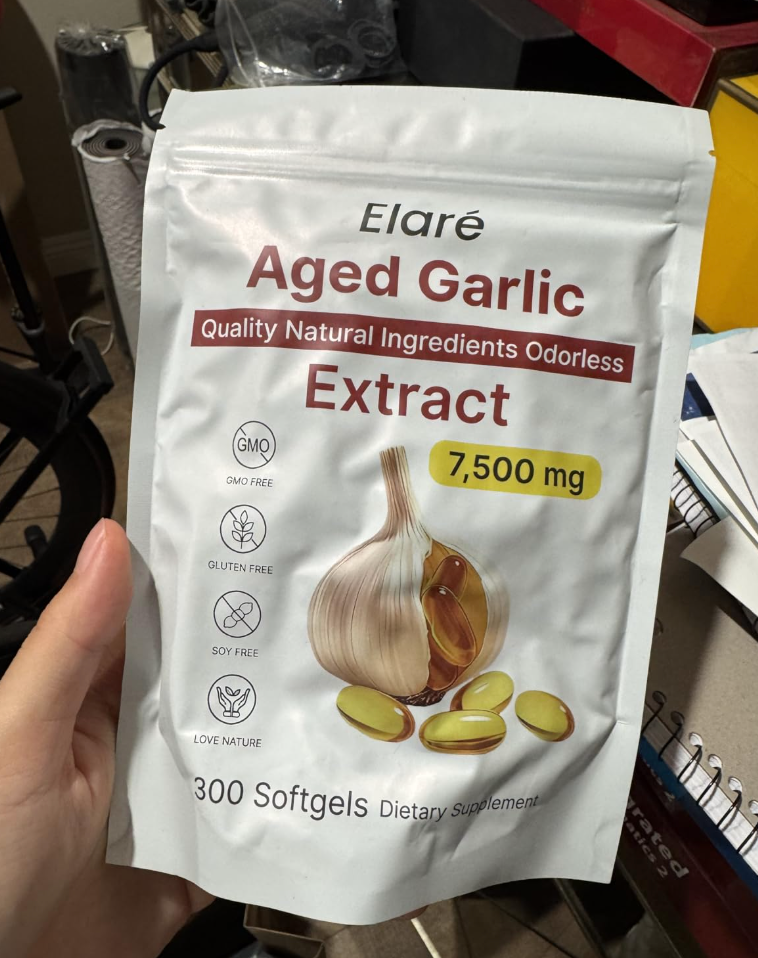 Elaré
Aged Garlic
Quality Natural Ingredients Odorless
Extract
7,500 mg
GMO
GMO FREE
GLUTEN FREE
SOY FREE
LOVE NATURE
300 Softgels Dietary Supplement